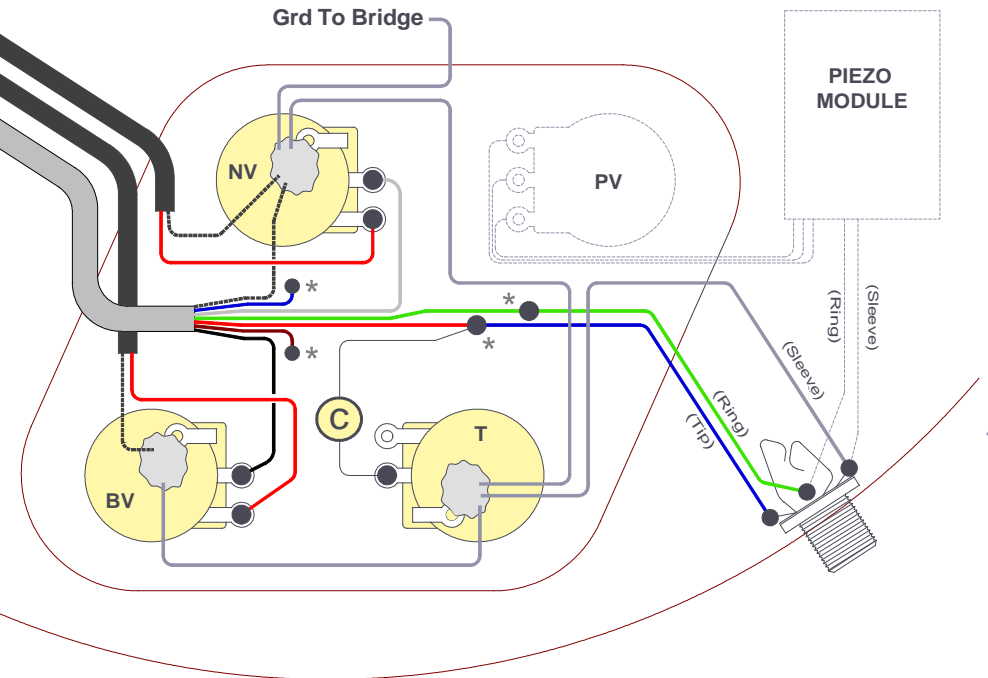 Grd To Bridge
PIEZO
MODULE
NV
PV
*
*
*
*
(Ring)
(Sleeve)
(Sleeve)
(Ring)
(Tip)
C
T
BV